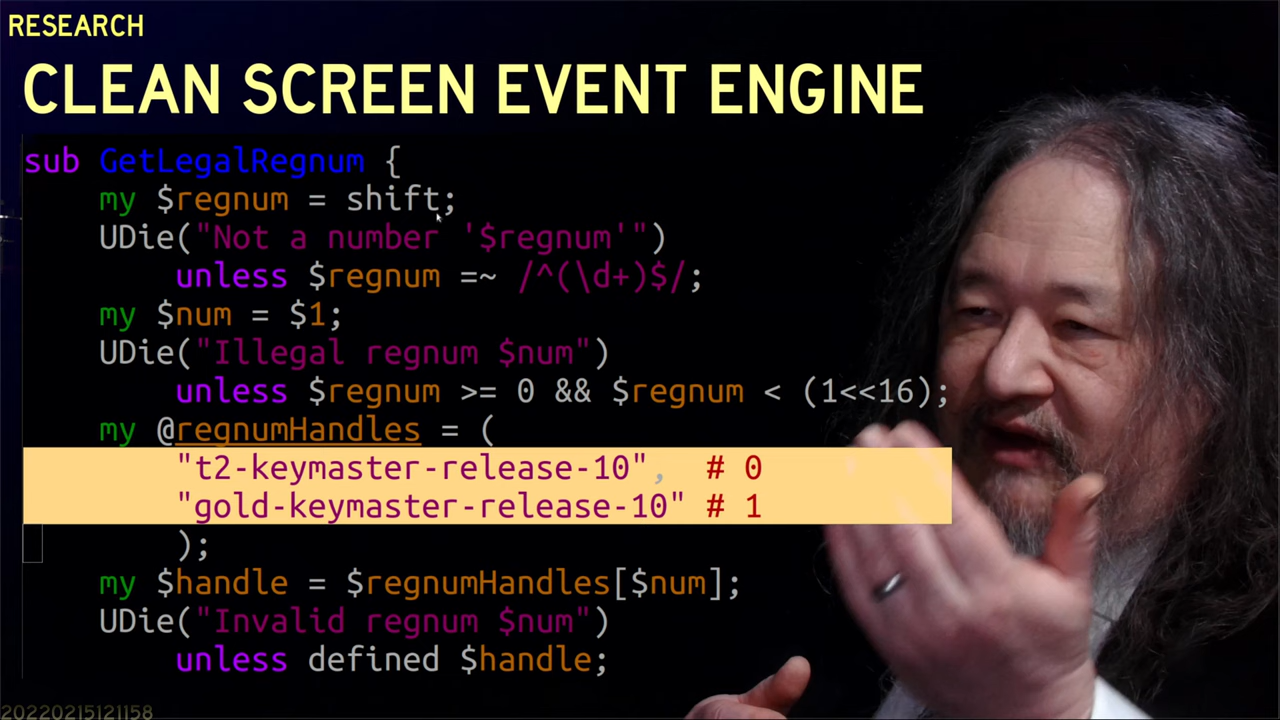 RESEARCH
CLEAN SCREEN EVENT ENGINE
sub GetLegalRegnum {
my $regnum = shift;
UDie("Not a number '$regnum'")
unless $regnum =~ /^(\d+)$/;
my $num = $1;
UDie("Illegal regnum $num")
unless $regnum >= 0 && $regnum < (1<<16);
my @regnumHandles = (
"t2-keymaster-release-10", # 0
"gold-keymaster-release-10" # 1
);
my $handle = $regnumHandles[$num];
UDie("Invalid regnum $num")
unless defined $handle;
20220215121158